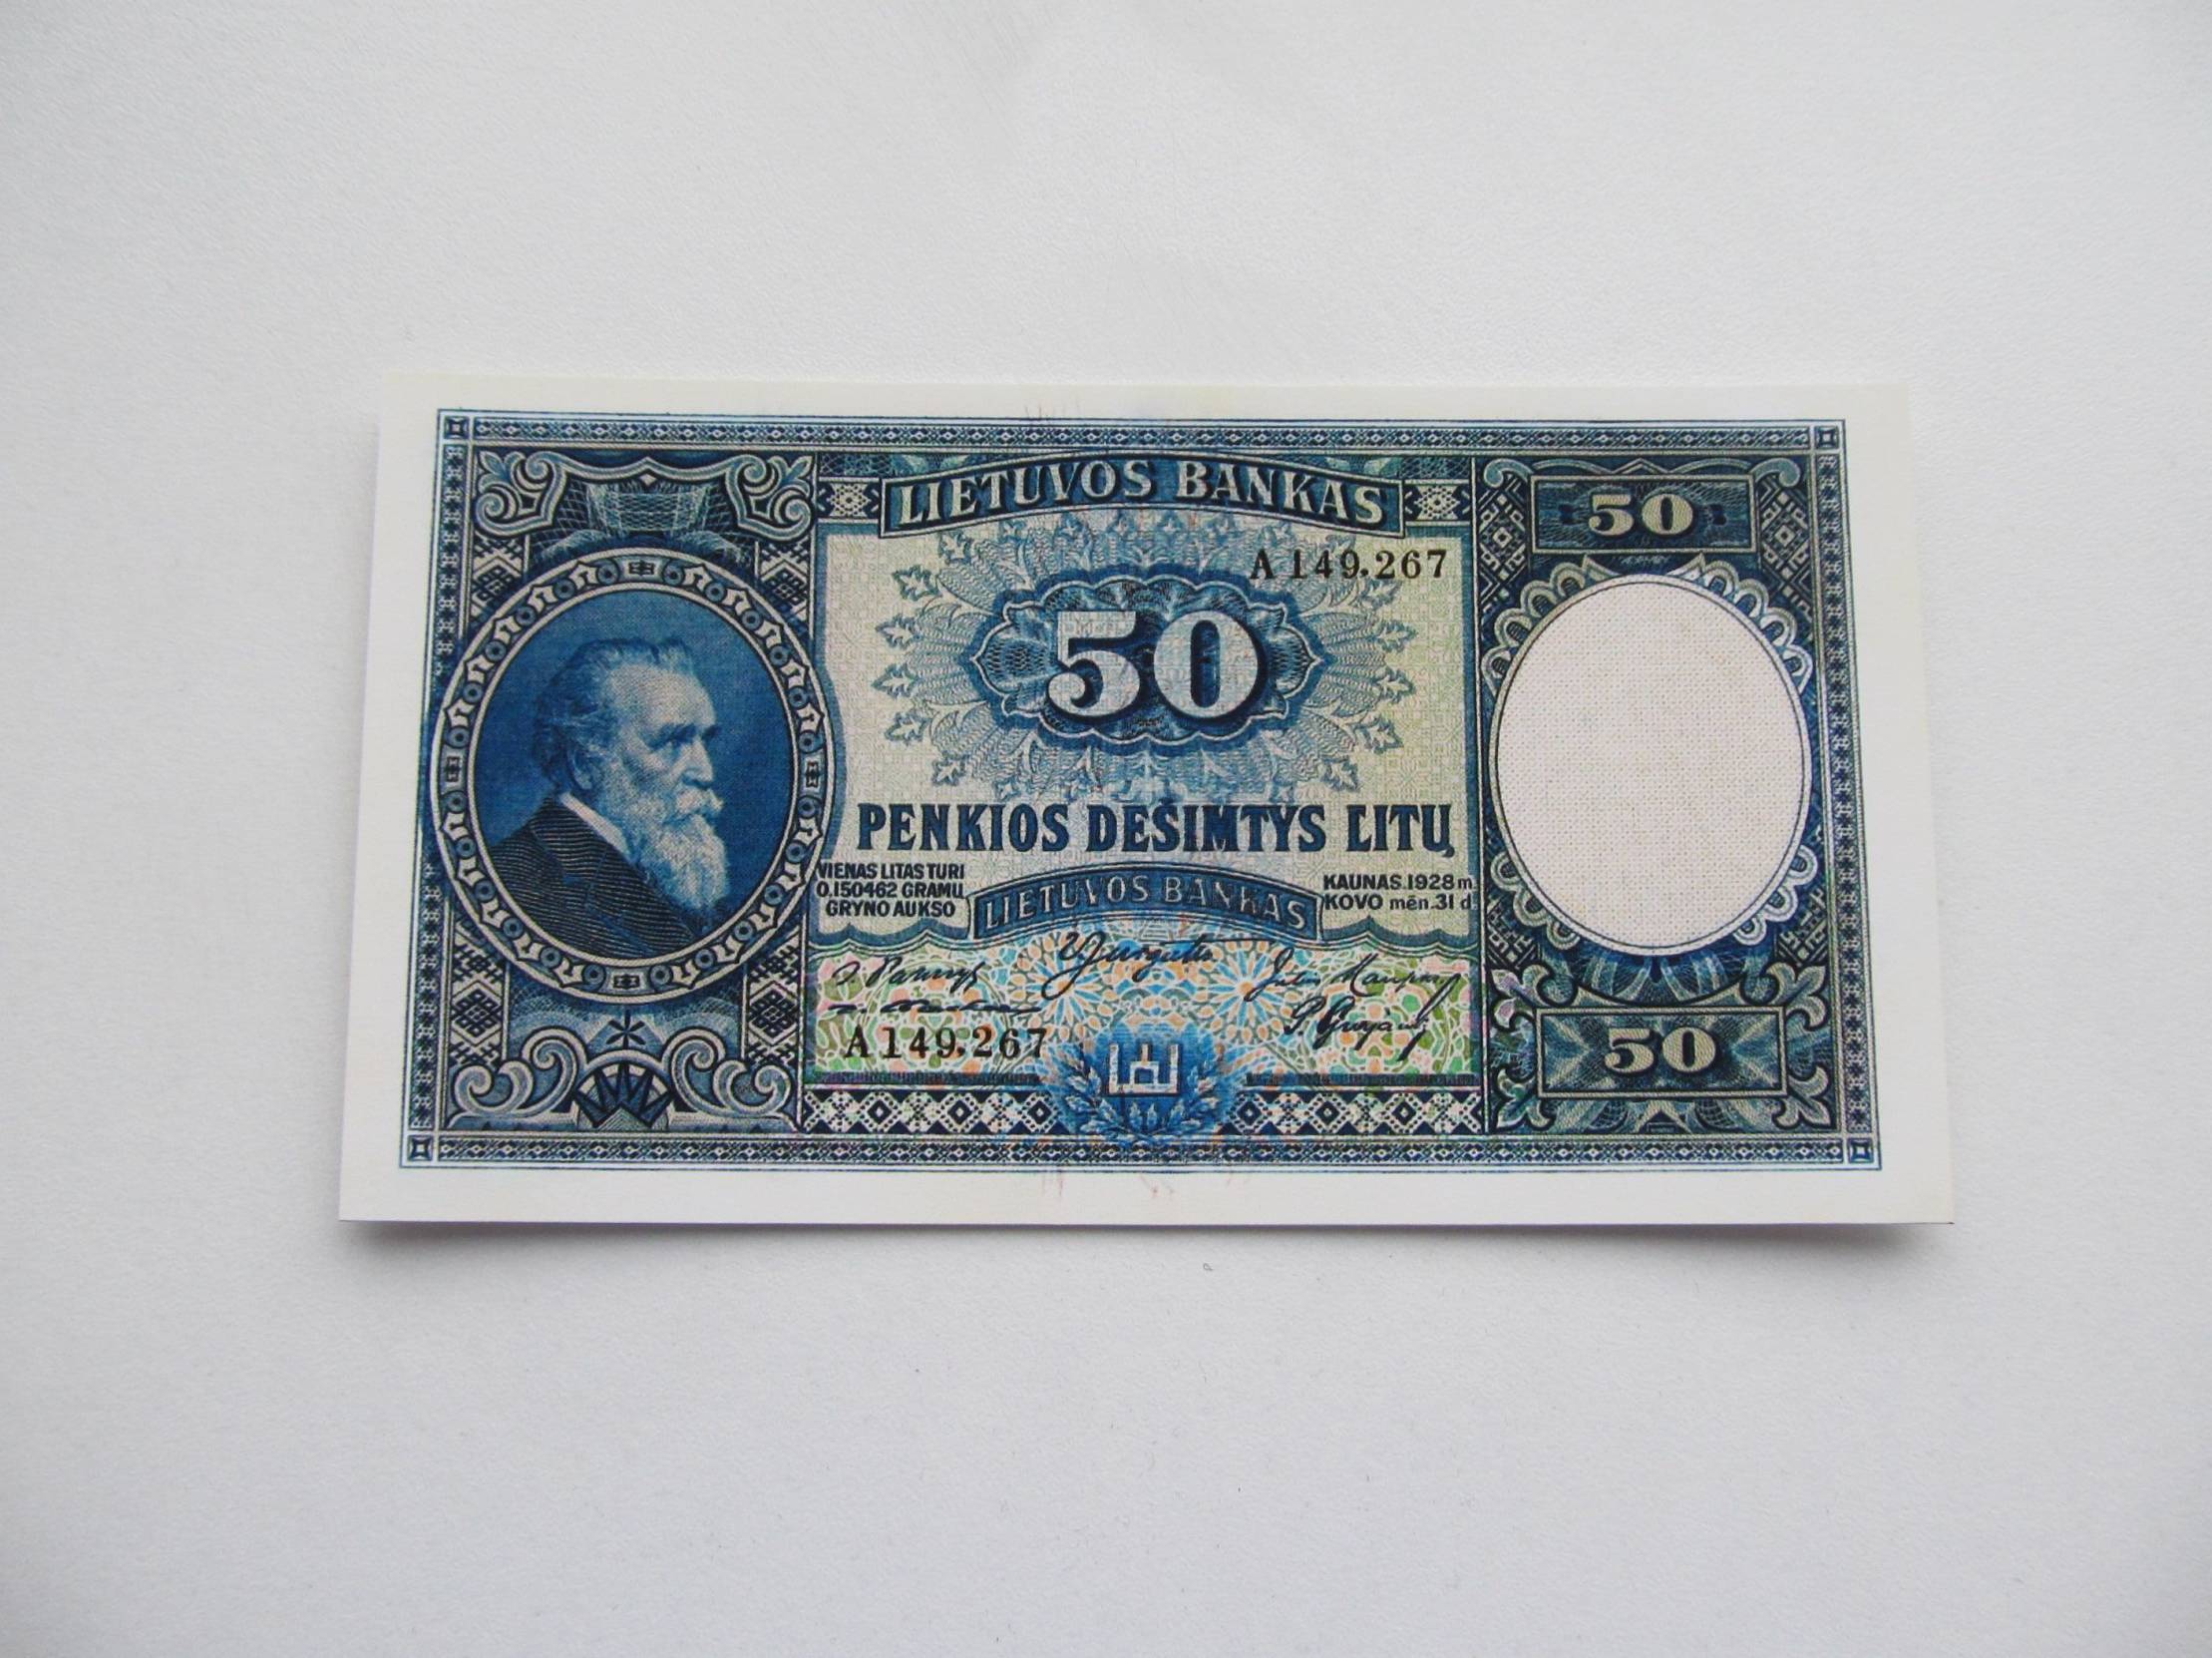 LIETUVOS BANKAS
50
A 149.267
50
PENKIOS DEŠIMTYS LITŲ
VIENAS LITAS TURI
0,150462 GRAMŲ
GRYNO AUKSO
LIETUVOS BANKAS
KAUNAS.1928 m.
KOVO mėn.31 d.
A 149.267
50